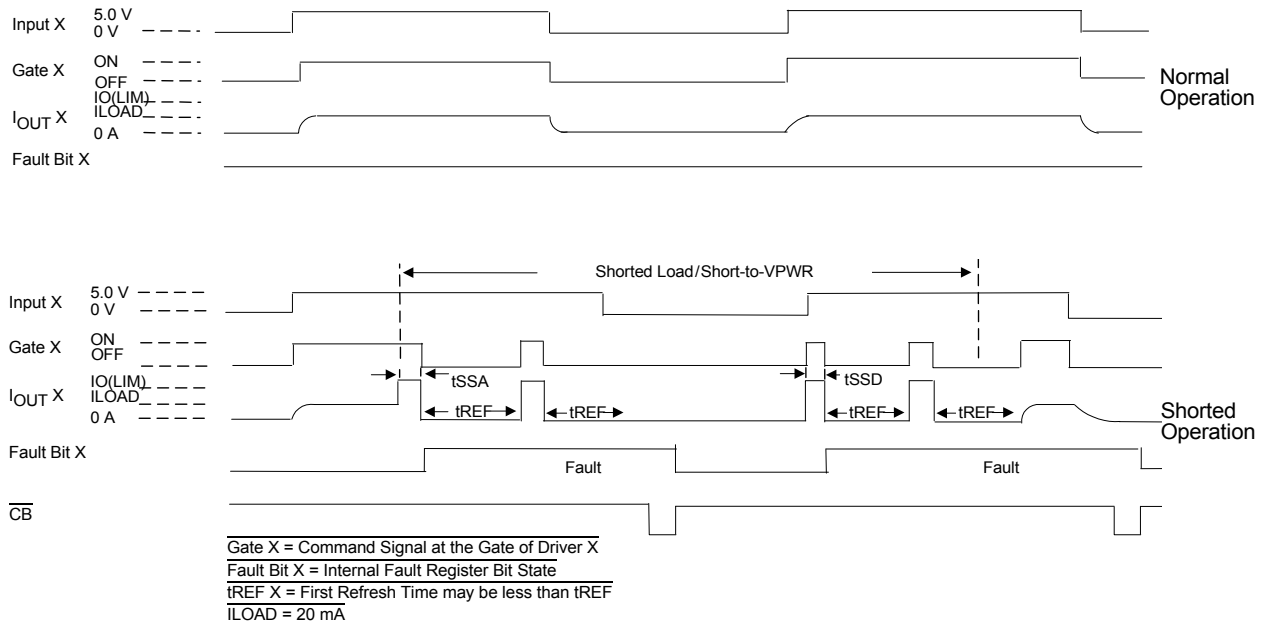 Input X 5.0 V
0 V
Gate X ON
OFF
IOUT X IO(LIM)
ILOAD
0 A
Fault Bit X
Normal
Operation
Shorted Load/Short-to-VPWR
Input X 5.0 V
0 V
Gate X ON
OFF
IOUT X IO(LIM)
ILOAD
0 A
tSSA
tSSD
tREF
tREF
tREF
tREF
Shorted
Operation
Fault Bit X
Fault
Fault
CB
Gate X = Command Signal at the Gate of Driver X
Fault Bit X = Internal Fault Register Bit State
tREF X = First Refresh Time may be less than tREF
ILOAD = 20 mA